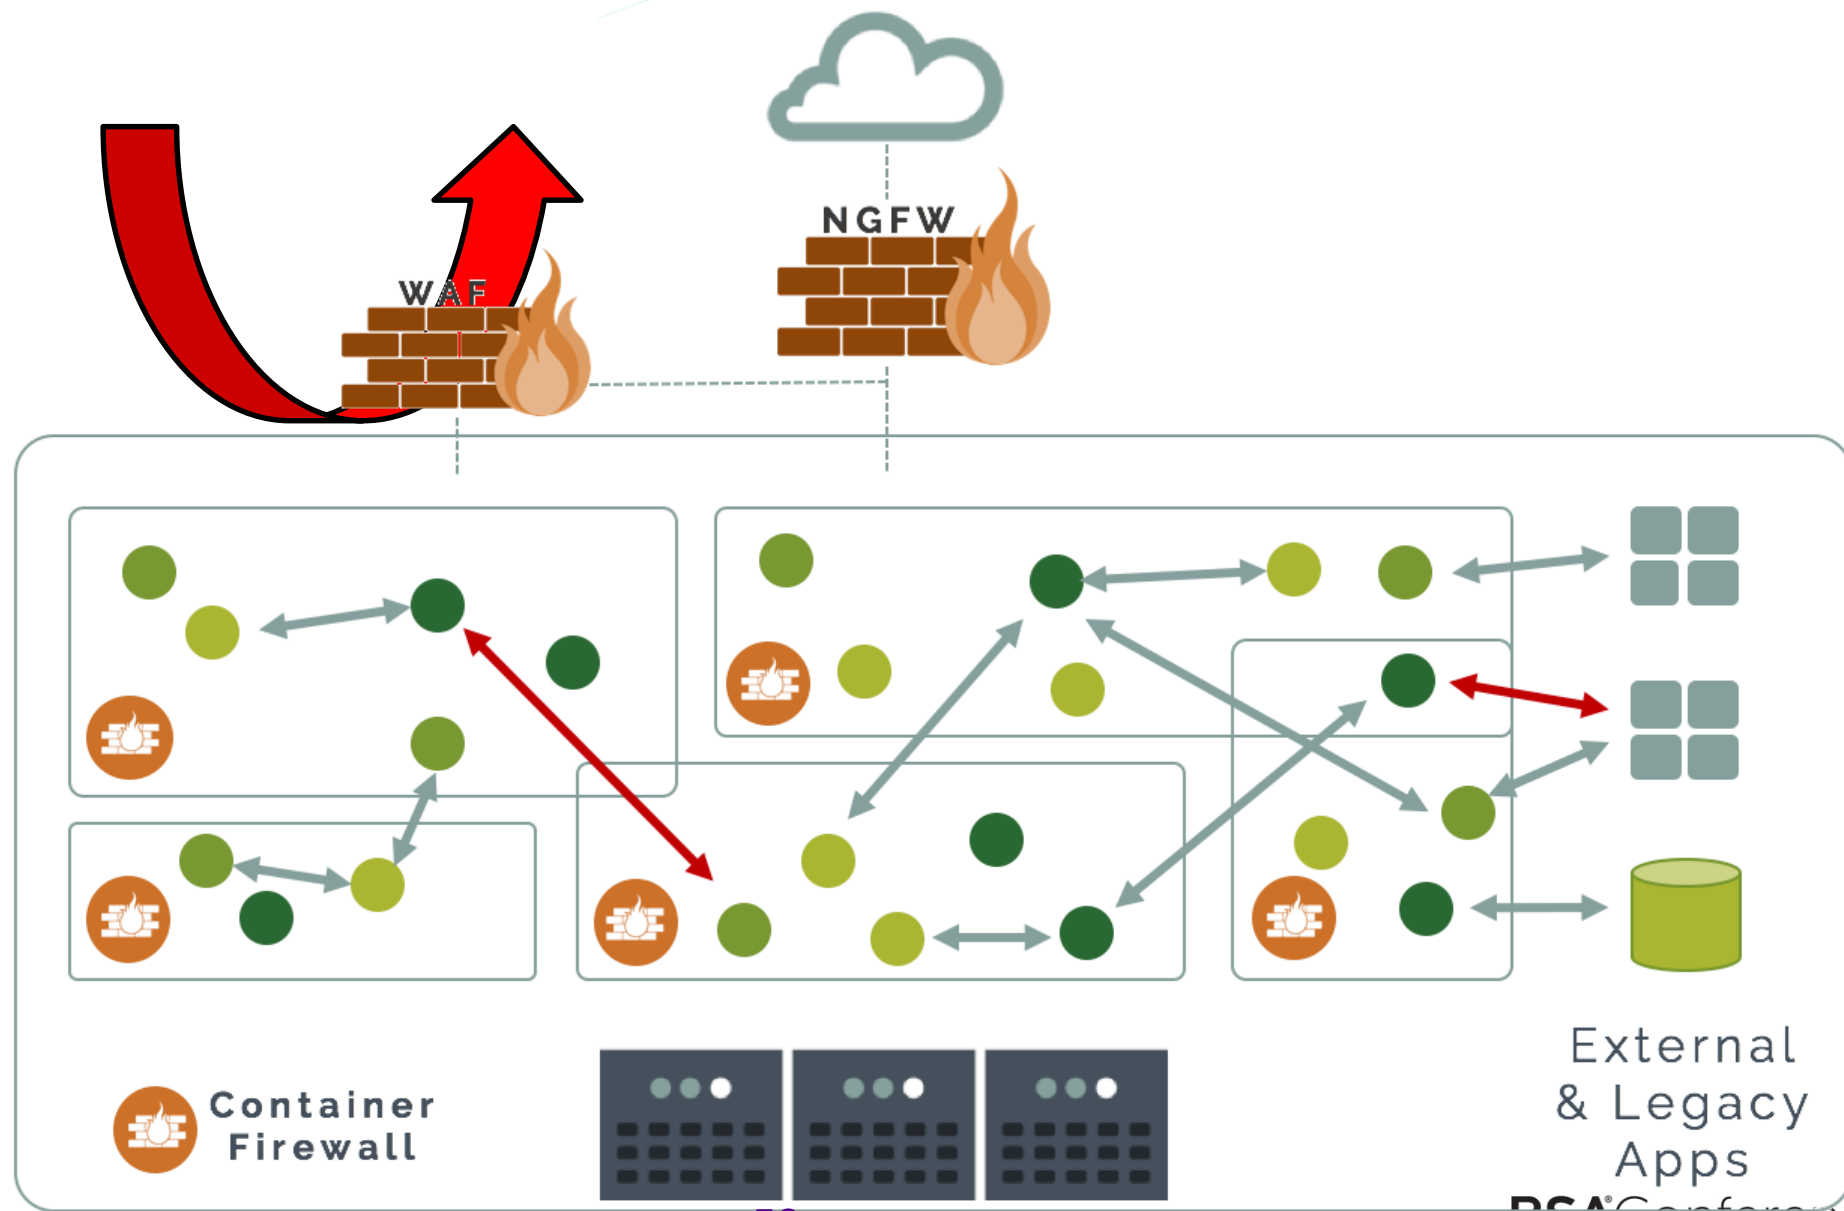 NGFW
WAF
Container
Firewall
External
& Legacy
Apps